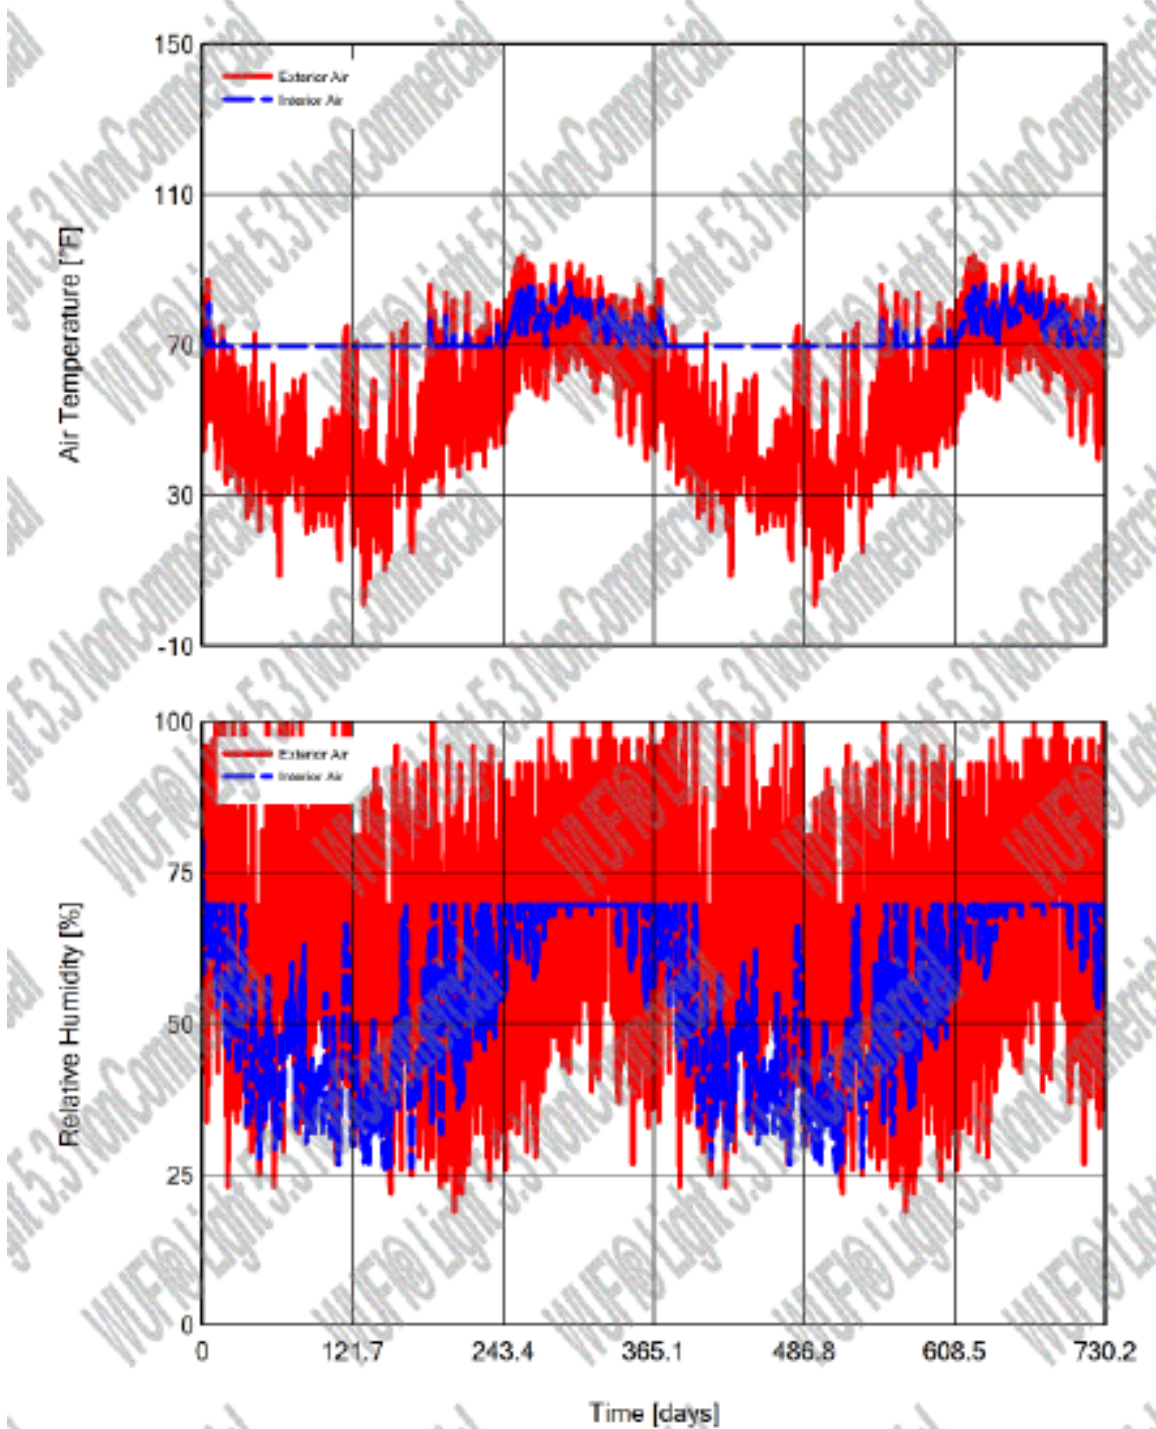 150
Exterior Air
Interior Air
110
Air Temperature [°F]
70
30
-10
100
Exterior Air
Interior Air
75
Relative Humidity [%]
50
25
0
0 121.7 243.4 365.1 486.8 608.5 730.2
Time [days]
WUFI® Light 5.3 NonCommercial